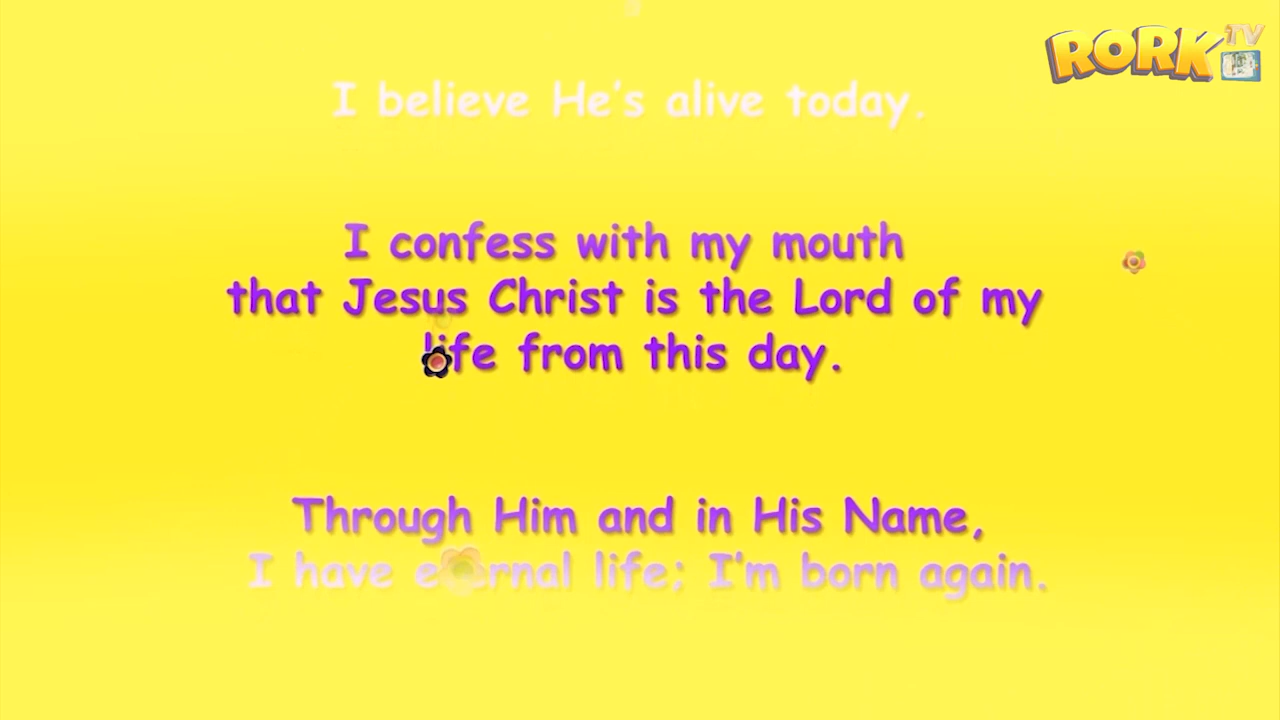 RORK TV
I believe He's alive today.
I confess with my mouth
that Jesus Christ is the Lord of my
life from this day.
Through Him and in His Name,
I have eternal life; I'm born again.